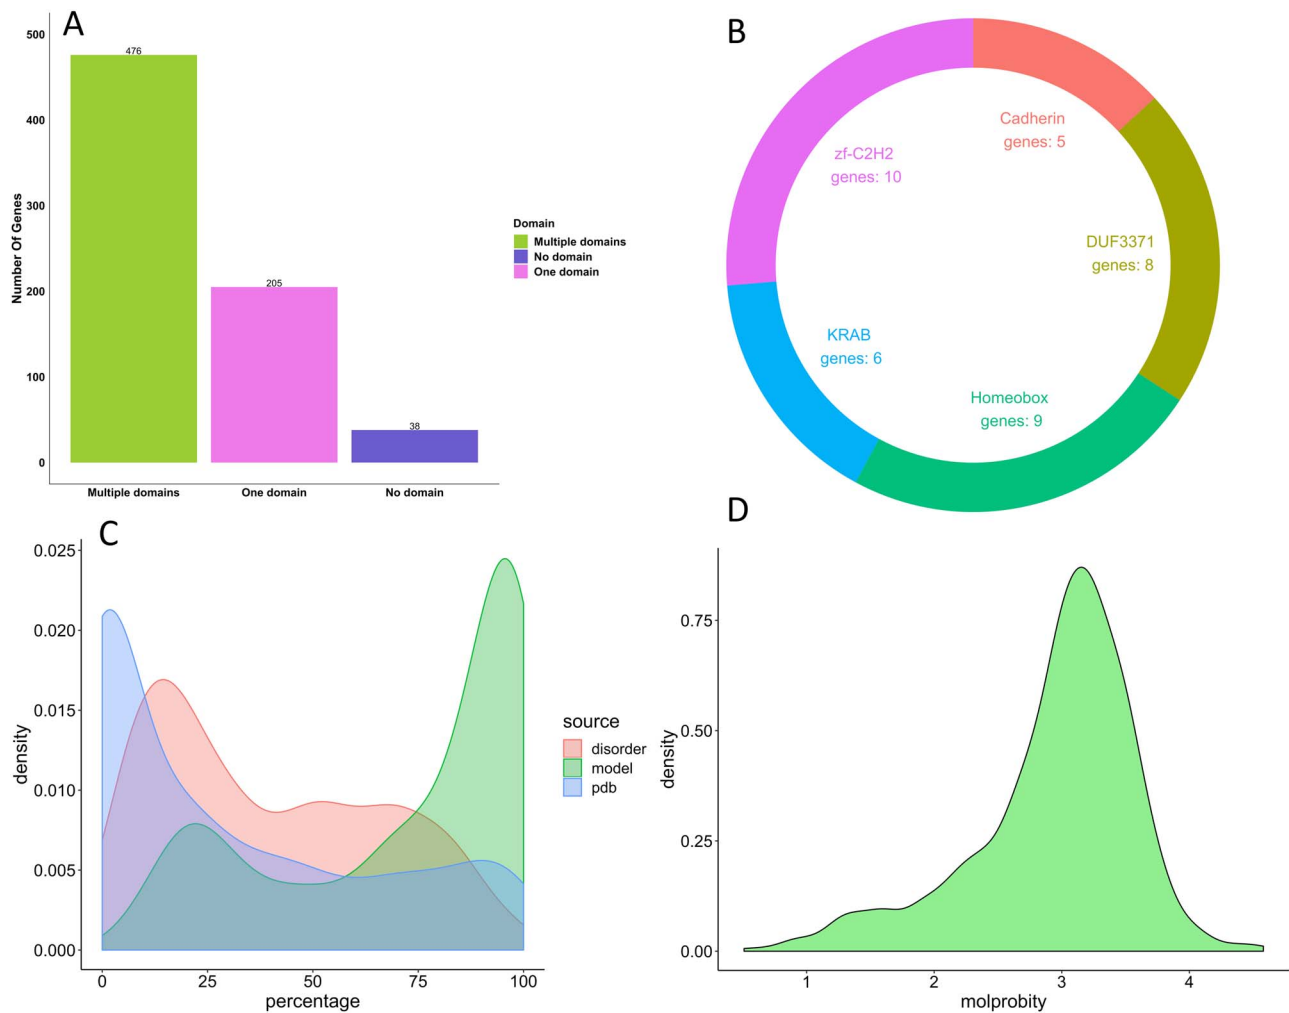 A
500
400
300
200
100
0
Number Of Genes
476
205
38
Multiple domains
One domain
No domain
Domain
Multiple domains
No domain
One domain
B
Cadherin
genes: 5
zf-C2H2
genes: 10
DUF3371
genes: 8
KRAB
genes: 6
Homeobox
genes: 9
C
0.025
0.020
0.015
0.010
0.005
0.000
density
0
25
50
75
100
percentage
source
disorder
model
pdb
D
0.75
0.50
0.25
0.00
density
1
2
3
4
molprobity